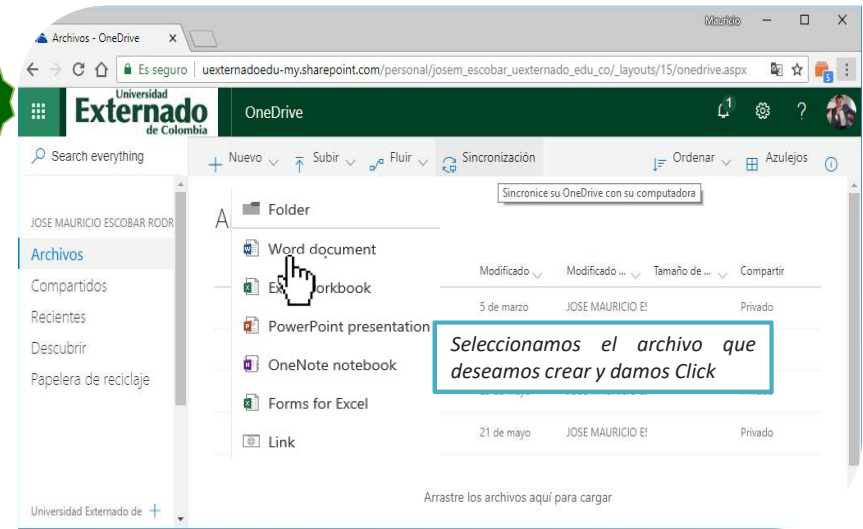 Mauricio
Archivos - OneDrive
Es seguro
uexternadoedu-my.sharepoint.com/personal/josem_escobar_uexternado_edu_co/_layouts/15/onedrive.aspx
5
Universidad
Externado
de Colombia
OneDrive
1
?
Search everything
Nuevo
Subir
Fluir
Sincronización
Ordenar
Azulejos
Sincronice su OneDrive con su computadora
JOSE MAURICIO ESCOBAR RODR
A
Folder
Archivos
Word document
Compartidos
Modificado
Modificado ...
Tamaño de ...
Compartir
Recientes
PowerPoint presentation
5 de marzo
JOSE MAURICIO
Privado
Descubrir
OneNote notebook
Seleccionamos el archivo que
deseamos crear y damos Click
Papelera de reciclaje
Forms for Excel
Link
21 de mayo
JOSE MAURICIO
Privado
Arrastre los archivos aquí para cargar
Universidad Externado de